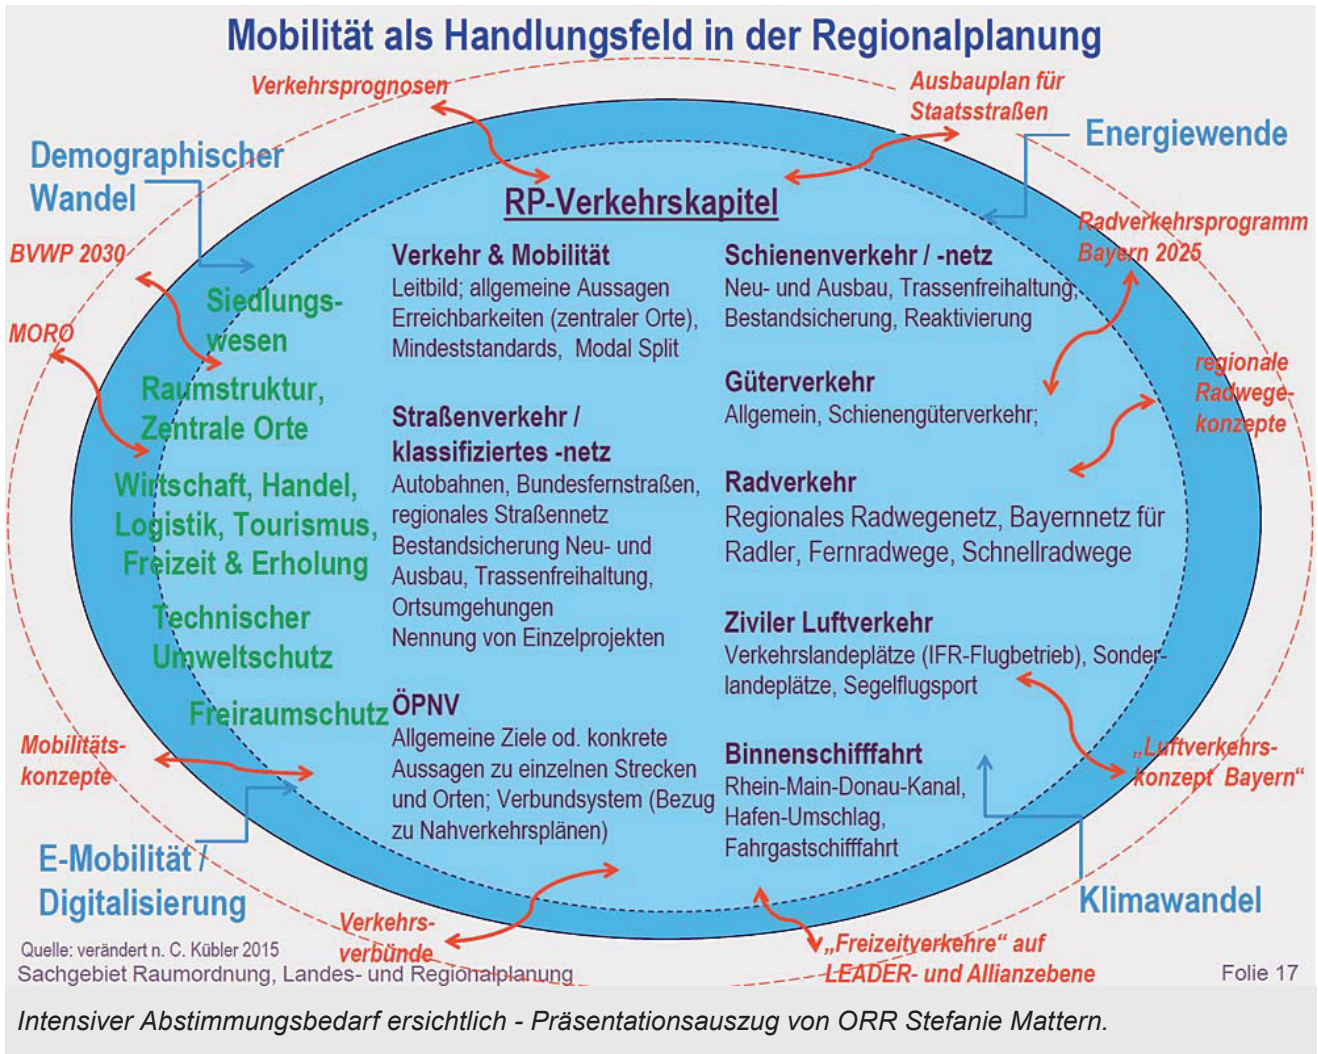 Mobilität als Handlungsfeld in der Regionalplanung
Verkehrsprognosen
Ausbauplan für
Staatsstraßen
Energiewende
Demographischer
Wandel
BVWP 2030
MORO
Radverkehrsprogramm
Bayern 2025
regionale
Radwege-
konzepte
RP-Verkehrskapitel
Siedlungs-
wesen
Raumstruktur,
Zentrale Orte
Wirtschaft, Handel,
Logistik, Tourismus,
Freizeit & Erholung
Technischer
Umweltschutz
Freiraumschutz
Verkehr & Mobilität
Leitbild; allgemeine Aussagen
Erreichbarkeiten (zentraler Orte),
Mindeststandards, Modal Split
Straßenverkehr /
klassifiziertes -netz
Autobahnen, Bundesfernstraßen,
regionales Straßennetz
Bestandsicherung Neu- und
Ausbau, Trassenfreihaltung,
Ortsumgehungen
Nennung von Einzelprojekten
ÖPNV
Allgemeine Ziele od. konkrete
Aussagen zu einzelnen Strecken
und Orten; Verbundsystem (Bezug
zu Nahverkehrsplänen)
Schienenverkehr / -netz
Neu- und Ausbau, Trassenfreihaltung,
Bestandsicherung, Reaktivierung
Güterverkehr
Allgemein, Schienengüterverkehr;
Radverkehr
Regionales Radwegenetz, Bayernnetz für
Radler, Fernradwege, Schnellradwege
Ziviler Luftverkehr
Verkehrslandeplätze (IFR-Flugbetrieb), Sonder-
landeplätze, Segelflugsport
Binnenschifffahrt
Rhein-Main-Donau-Kanal,
Hafen-Umschlag,
Fahrgastschifffahrt
Mobilitäts-
konzepte
E-Mobilität /
Digitalisierung
Verkehrs-
verbünde
„Freizeitverkehre“ auf
LEADER- und Allianzebene
„Luftverkehrs-
konzept Bayern“
Klimawandel
Quelle: verändert n. C. Kübler 2015
Sachgebiet Raumordnung, Landes- und Regionalplanung
Folie 17
Intensiver Abstimmungsbedarf ersichtlich - Präsentationsauszug von ORR Stefanie Mattern.